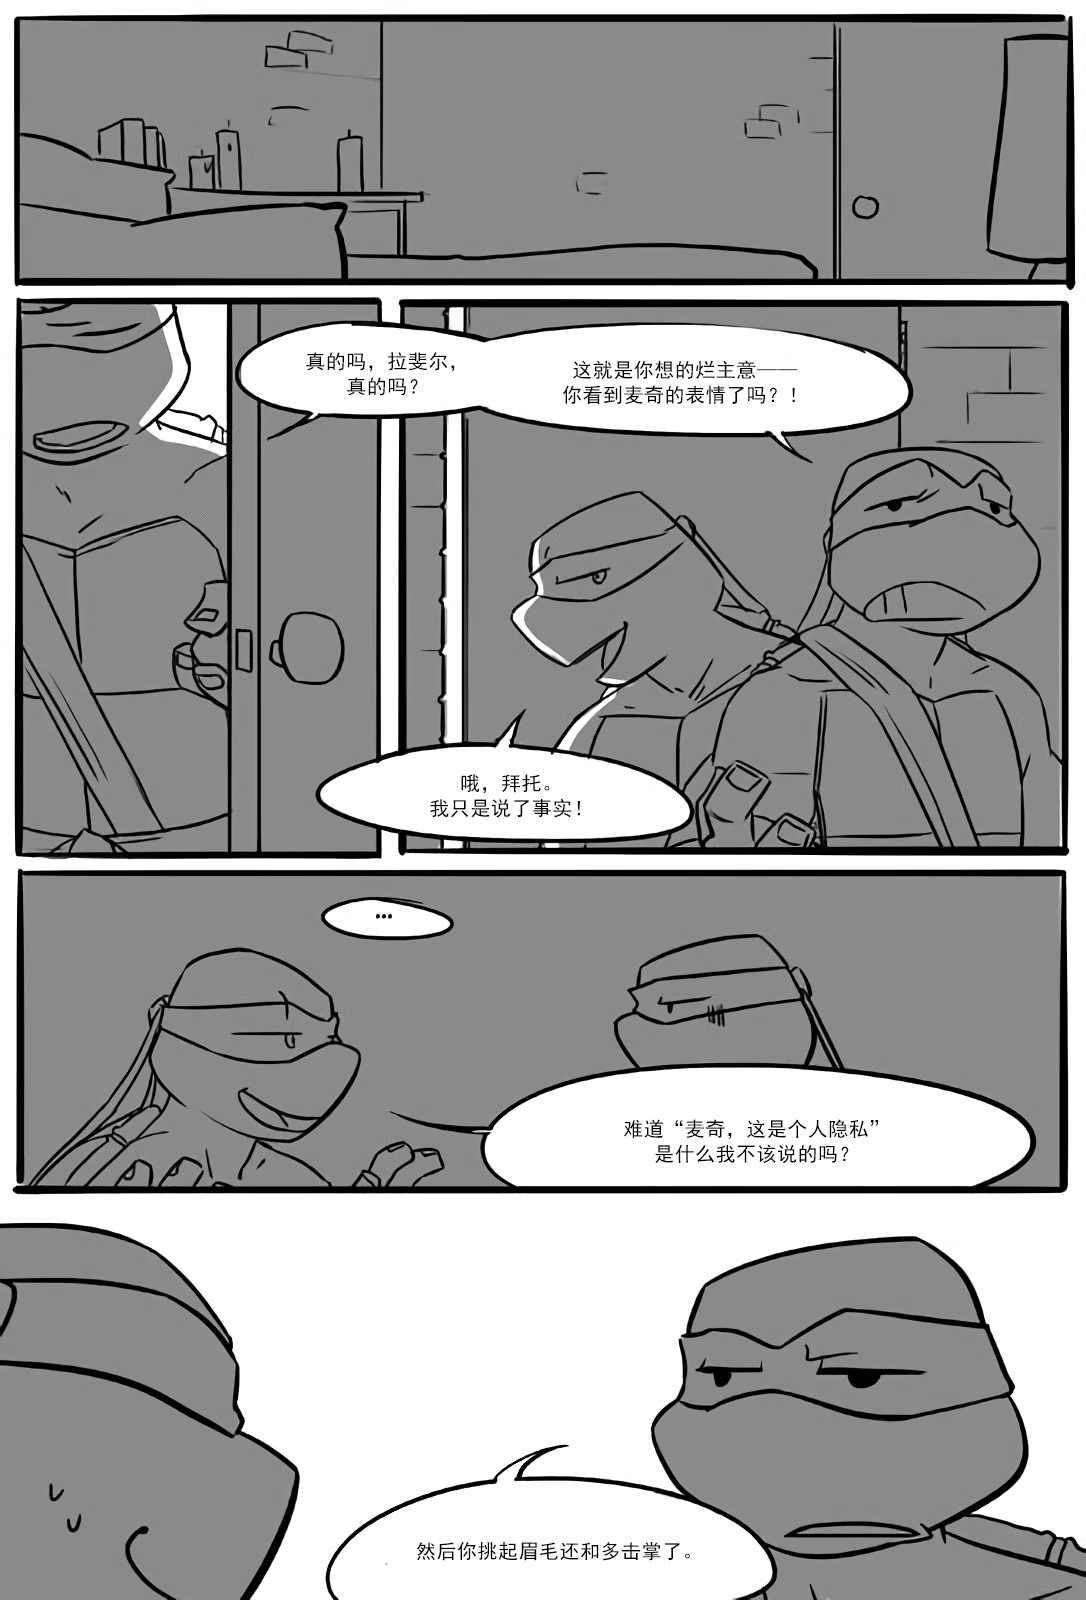 真的吗，拉斐尔，
真的吗？
这就是你想的烂主意——
你看到麦奇的表情了吗？！
哦，拜托。
我只是说了事实！
…
难道“麦奇，这是个人隐私”
是什么我不该说的吗？
然后你挑起眉毛还和多击掌了。